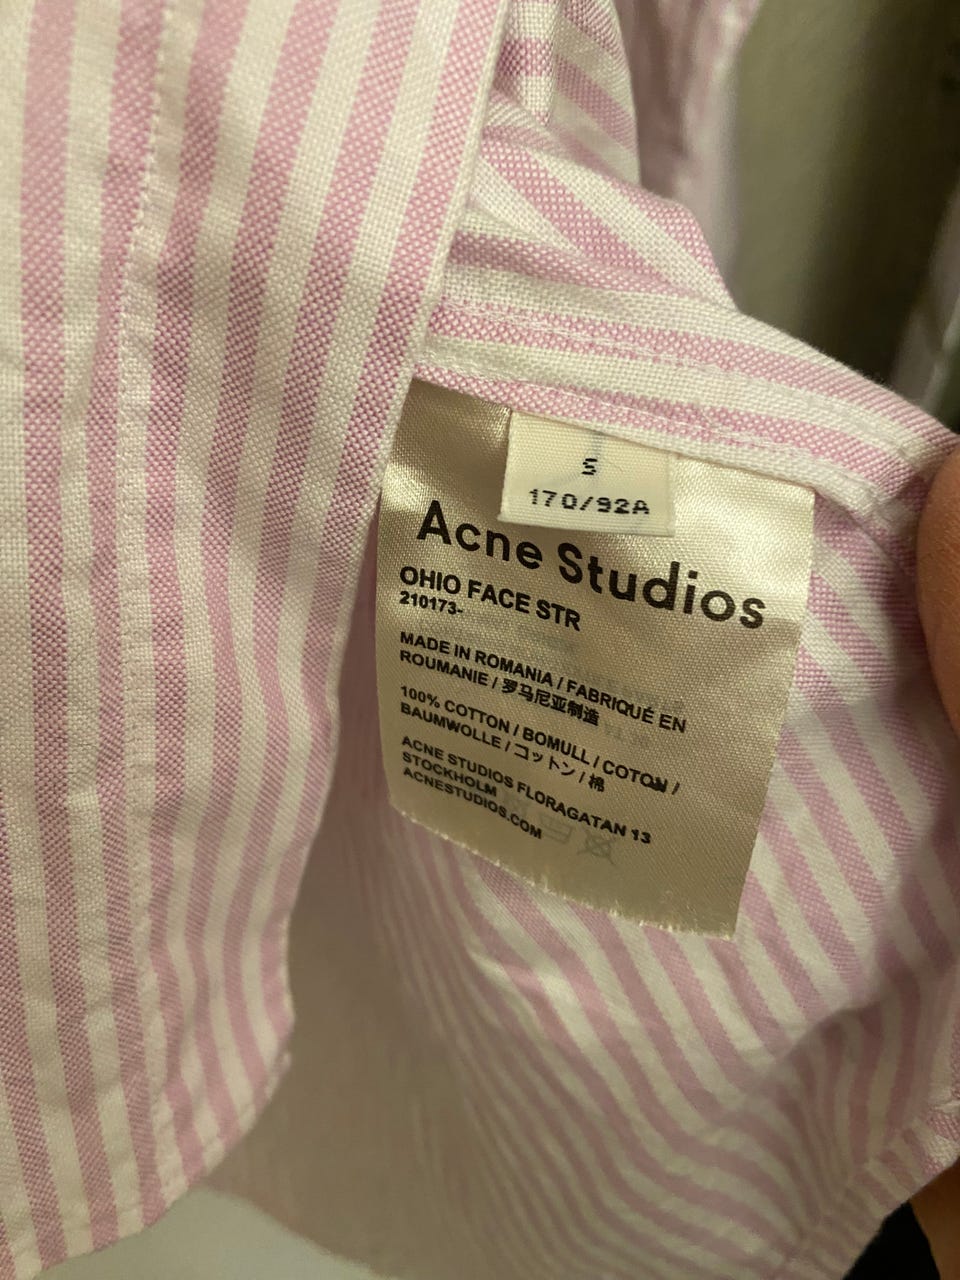 S
170/92A
Acne Studios
OHIO FACE STR
210173-
MADE IN ROMANIA / FABRIQUÉ EN
ROUMANIE / 罗马尼亚制造
100% COTTON / BOMULL / COTON /
BAUMWOLLE / コットン / 棉
ACNE STUDIOS FLORAGATAN 13
STOCKHOLM
ACNESTUDIOS.COM